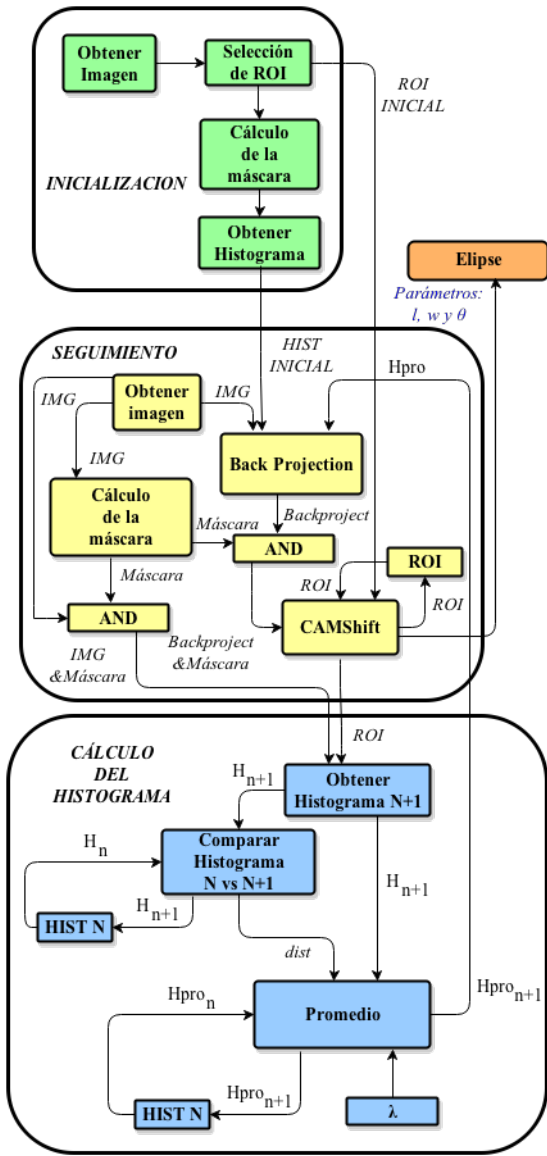 Obtener
Imagen
Selección
de ROI
ROI
INICIAL
Cálculo
de la
máscara
INICIALIZACION
Obtener
Histograma
Elipse
Parámetros:
l, w y θ
SEGUIMIENTO
HIST
INICIAL
Hpro
IMG
Obtener
imagen
IMG
IMG
Back Projection
Cálculo
de la
máscara
Máscara
Backproject
AND
ROI
Máscara
ROI
ROI
AND
CAMShift
IMG
&Máscara
Backproject
&Máscara
ROI
CÁLCULO
DEL
HISTOGRAMA
Hn+1
Obtener
Histograma N+1
Hn
Comparar
Histograma
N vs N+1
Hn+1
HIST N
Hn+1
dist
Hpron
Promedio
Hpron+1
Hpron+1
HIST N
λ